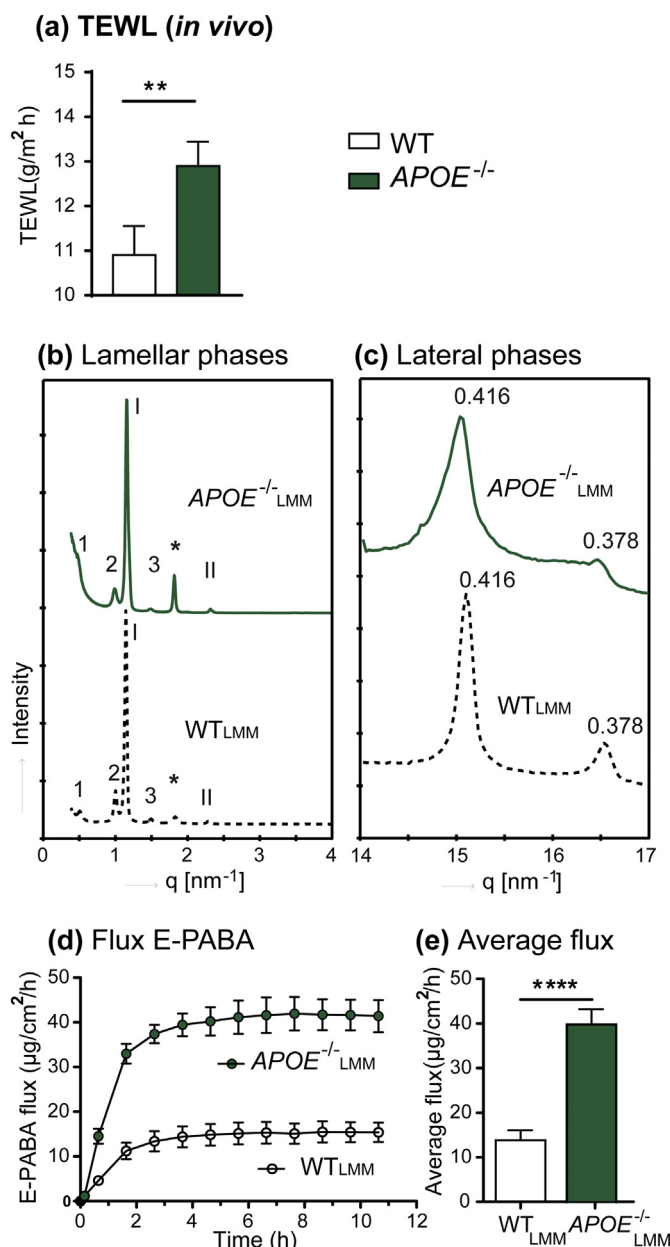 (a) TEWL (in vivo)
15
14
13
12
11
10
TEWL(g/m² h)
**
WT
APOE⁻/⁻
(b) Lamellar phases
(c) Lateral phases
Intensity
1
2
I
3
*
II
APOE⁻/⁻LMM
1
2
I
3
*
II
WTLMM
0 1 2 3 4
q [nm⁻¹]
0.416
APOE⁻/⁻LMM
0.378
0.416
WTLMM
0.378
14 15 16 17
q [nm⁻¹]
(d) Flux E-PABA
(e) Average flux
E-PABA flux (µg/cm²/h)
50
40
30
20
10
0
APOE⁻/⁻LMM
WTLMM
0 2 4 6 8 10 12
Time (h)
Average flux(µg/cm²/h)
50
40
30
20
10
0
****
WTLMM APOE⁻/⁻LMM